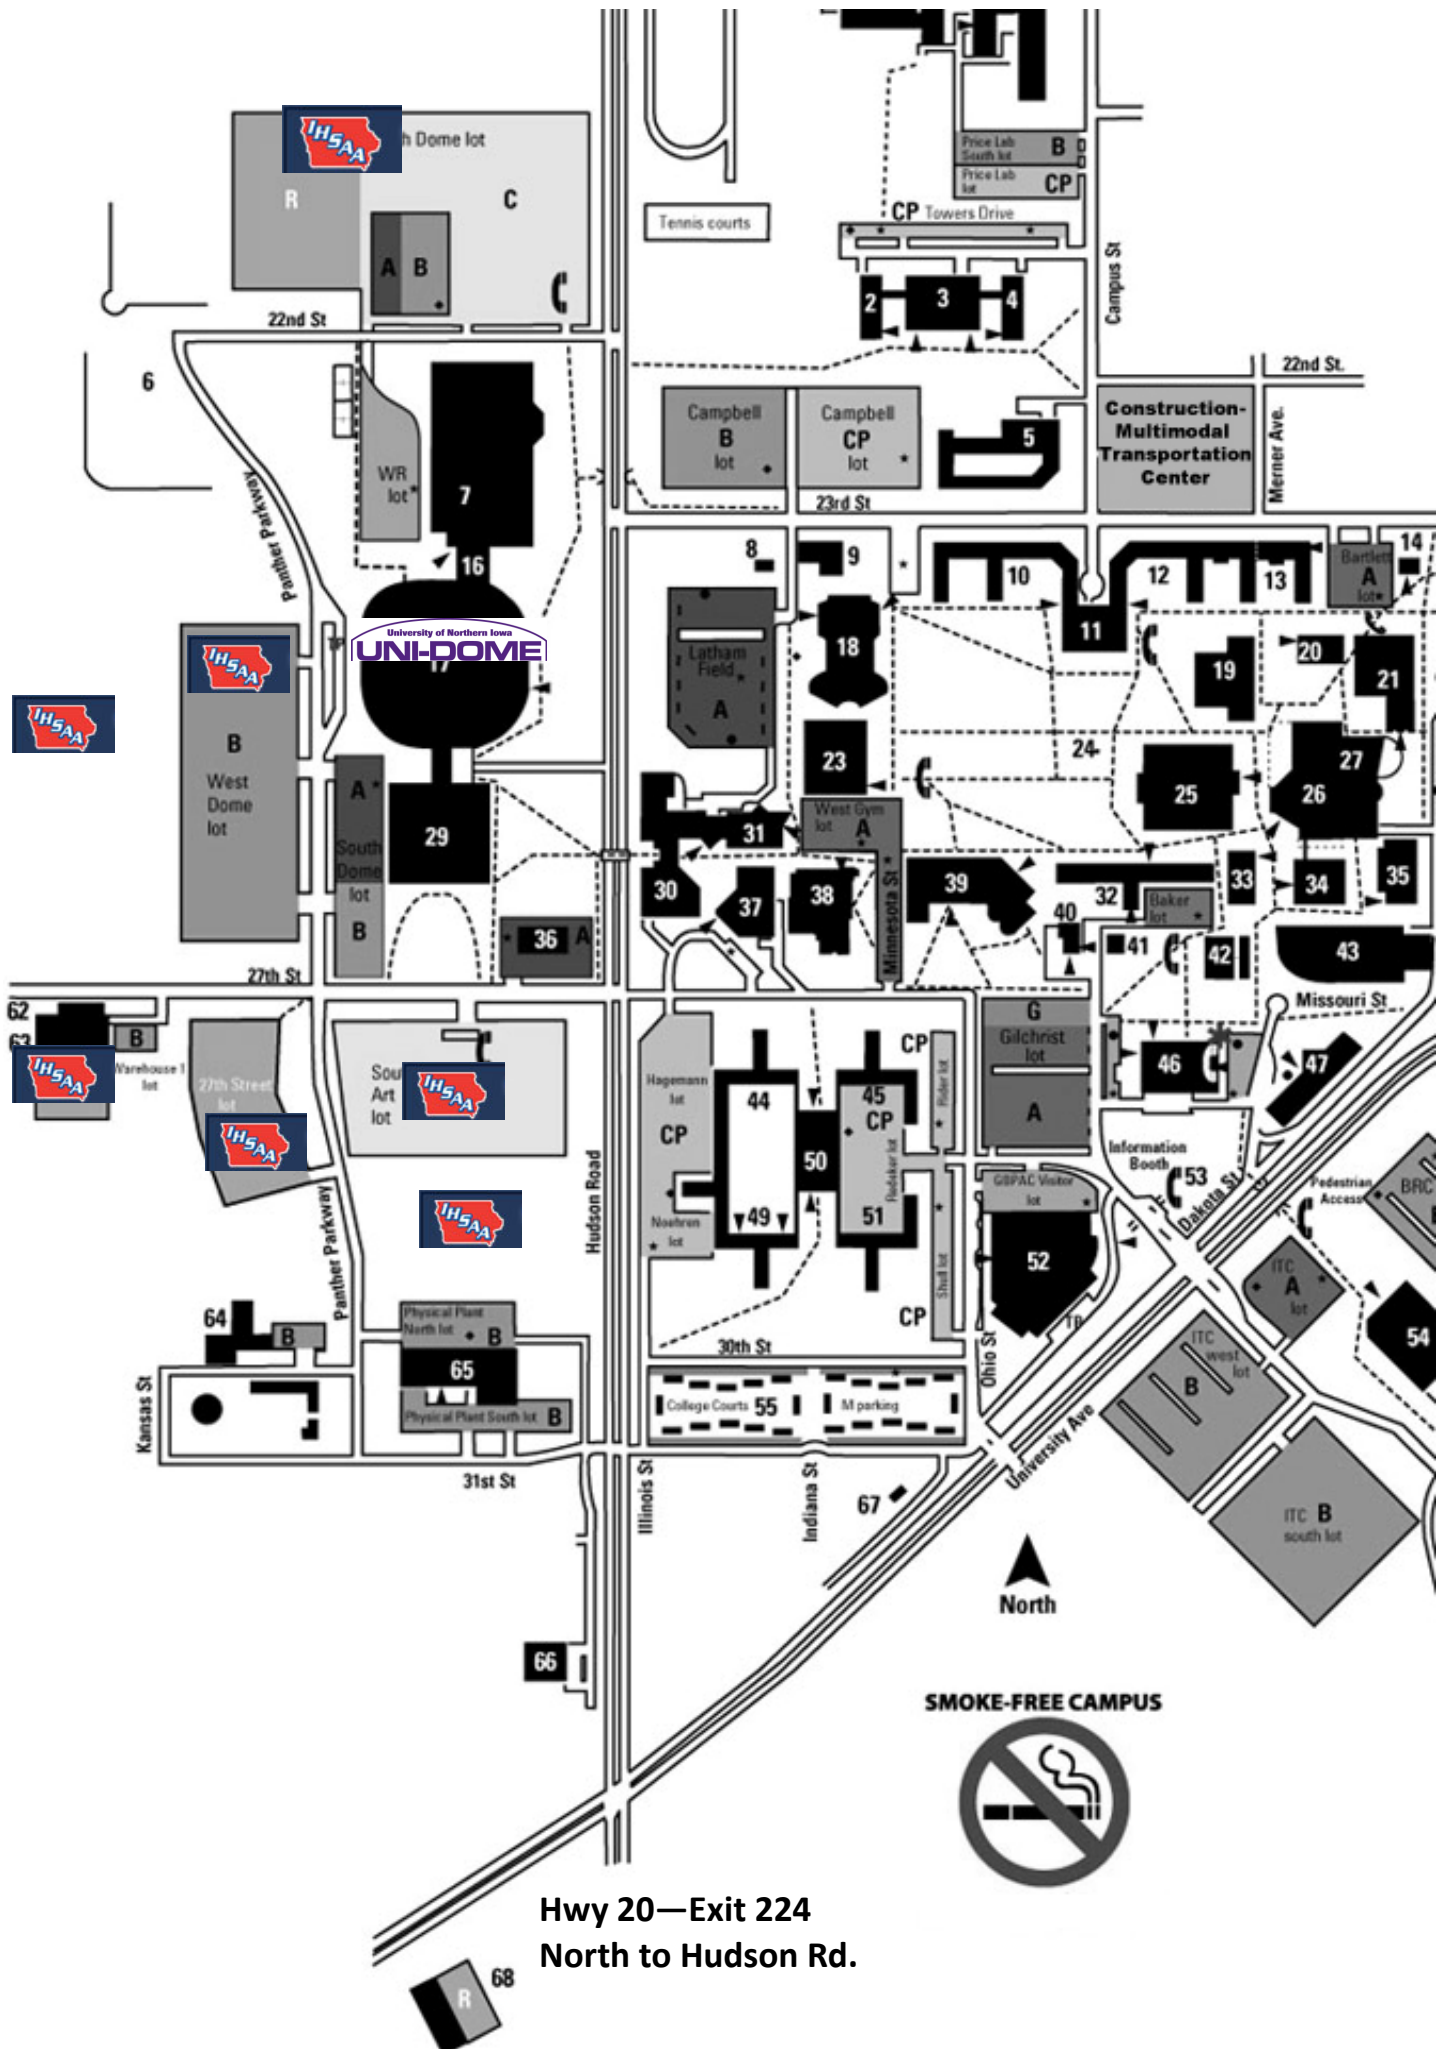 IHSAA
h Dome lot
R
C
A
B
Price Lab
South lot
B
Price Lab
lot
CP
CP Towers Drive
Tennis courts
2
3
4
Campus St
22nd St
6
22nd St.
Campbell
B
lot
Campbell
CP
lot
5
Construction-
Multimodal
Transportation
Center
Merner Ave.
WR
lot
7
Panther Parkway
23rd St
16
8
9
10
12
13
Bartlett
A
lot
14
11
University of Northern Iowa
UNI-DOME
17
TP
IHSAA
IHSAA
Latham
Field
A
18
19
20
21
B
West
Dome
lot
23
24
25
26
27
A
South
Dome
lot
B
29
West Gym
lot
A
31
30
37
38
Minnesota St
39
32
33
34
35
36
A
40
Baker
lot
41
42
43
27th St
62
63
B
Warehouse 1
lot
IHSAA
27th Street
lot
IHSAA
Sou
Art
lot
IHSAA
IHSAA
Hagemann
lot
CP
44
45
CP
Redeker lot
CP
Rider lot
G
Gilchrist
lot
A
Missouri St
46
47
50
Information
Booth
53
Dakota St
Pedestrian
Access
BRC
Hudson Road
Panther Parkway
Noehren
lot
49
51
Shull lot
CP
GBPAC Visitor
lot
52
TP
ITC
A
lot
54
64
B
Physical Plant
North lot
B
65
Physical Plant South lot
B
Kansas St
30th St
Ohio St
College Courts
55
M parking
ITC
west
lot
B
31st St
Illinois St
Indiana St
67
University Ave
ITC B
south lot
North
66
SMOKE-FREE CAMPUS
Hwy 20—Exit 224
North to Hudson Rd.
68
R